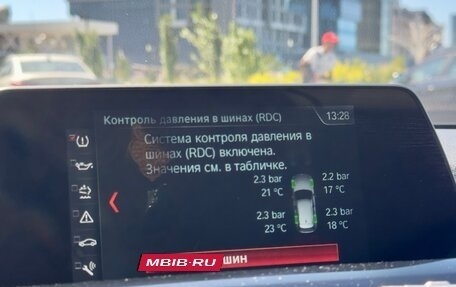 Контроль давления в шинах (RDC) 13:28
Система контроля давления в
шинах (RDC) включена.
Значения см. в табличке.
2.3 bar 2.2 bar
21 °C 17 °C
2.3 bar 2.3 bar
23 °C 18 °C
MBIB·RU шин